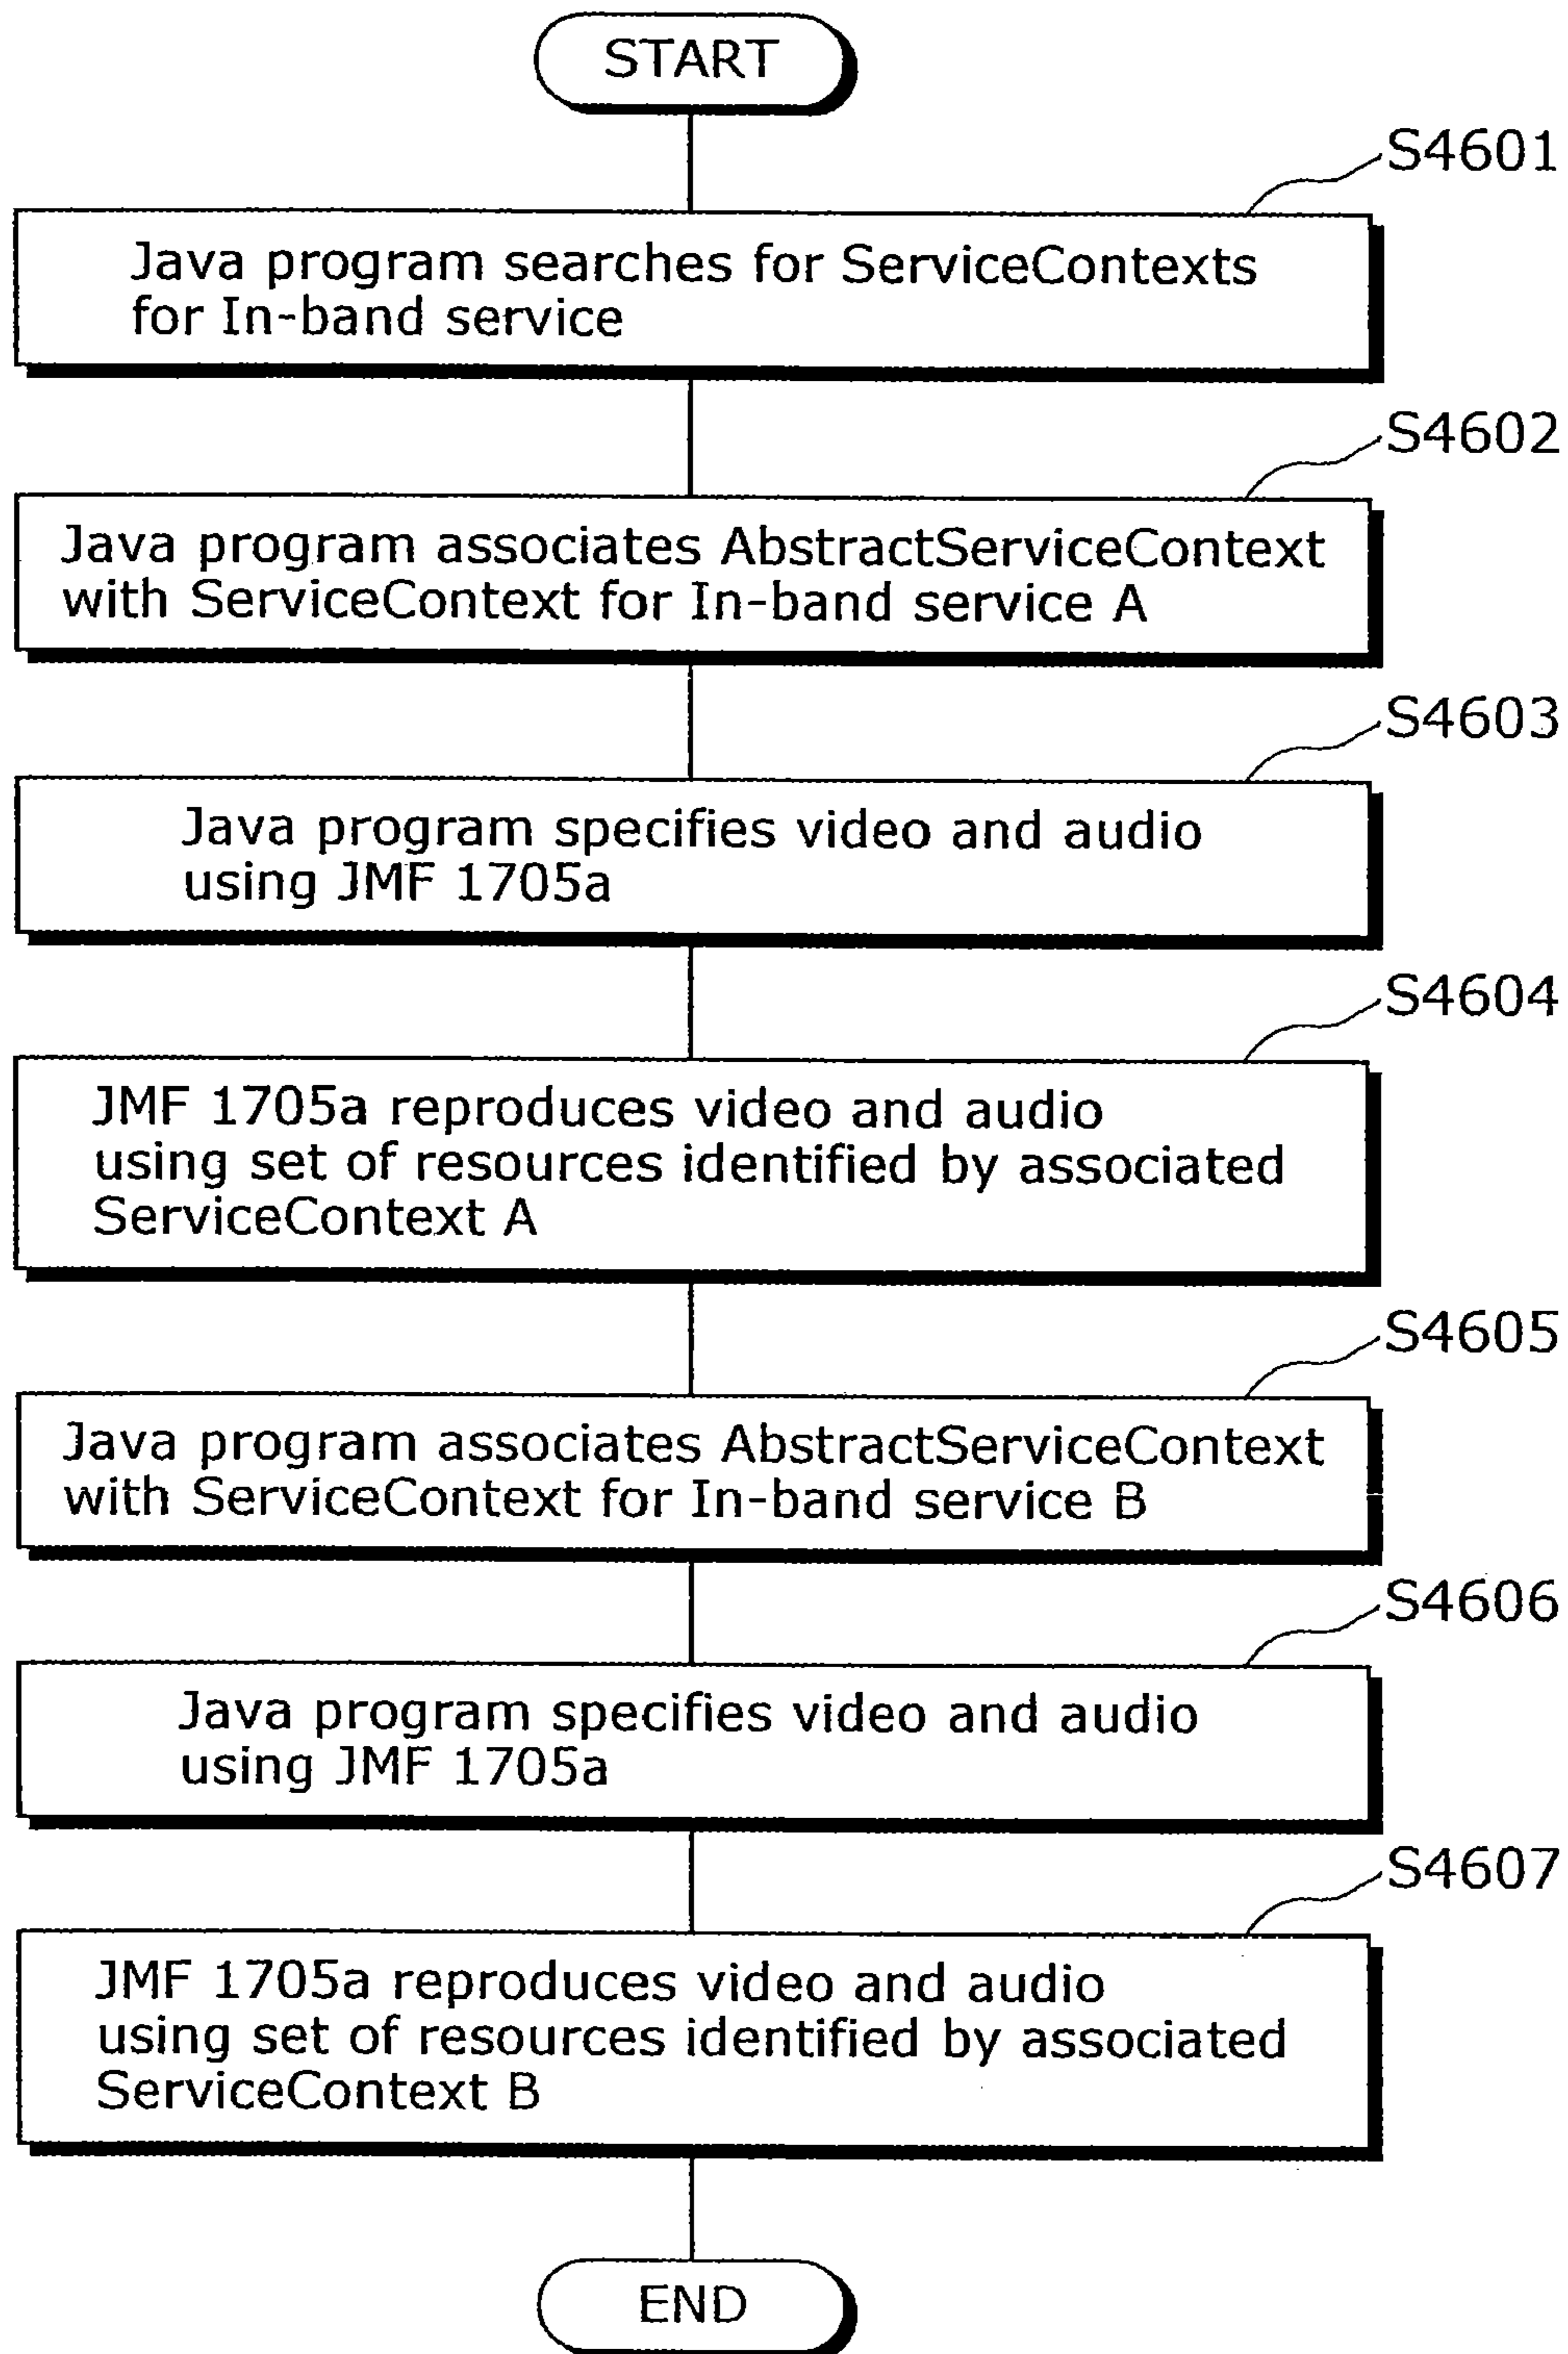 START
S4601
Java program searches for ServiceContexts
for In-band service
S4602
Java program associates AbstractServiceContext
with ServiceContext for In-band service A
S4603
Java program specifies video and audio
using JMF 1705a
S4604
JMF 1705a reproduces video and audio
using set of resources identified by associated
ServiceContext A
S4605
Java program associates AbstractServiceContext
with ServiceContext for In-band service B
S4606
Java program specifies video and audio
using JMF 1705a
S4607
JMF 1705a reproduces video and audio
using set of resources identified by associated
ServiceContext B
END